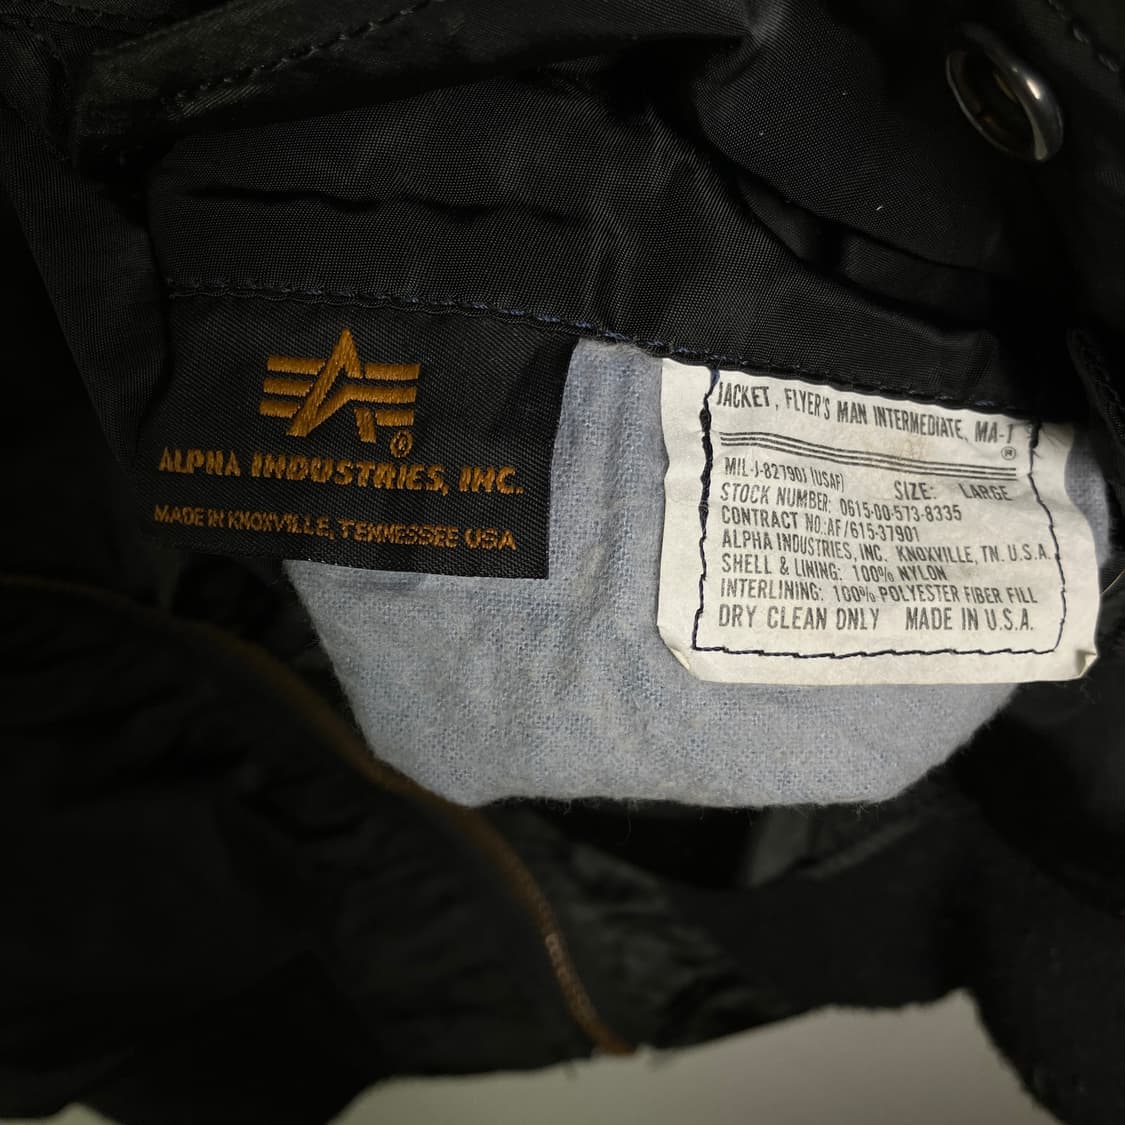 ALPHA INDUSTRIES, INC.
MADE IN KNOXVILLE, TENNESSEE USA
JACKET, FLYER'S MAN INTERMEDIATE, MA-1
®
MIL-J-8279OJ (USAF) SIZE: LARGE
STOCK NUMBER: 0615-00-573-8335
CONTRACT NO:AF/615-37901
ALPHA INDUSTRIES, INC. KNOXVILLE, TN. U.S.A.
SHELL & LINING: 100% NYLON
INTERLINING: 100% POLYESTER FIBER FILL
DRY CLEAN ONLY MADE IN U.S.A.